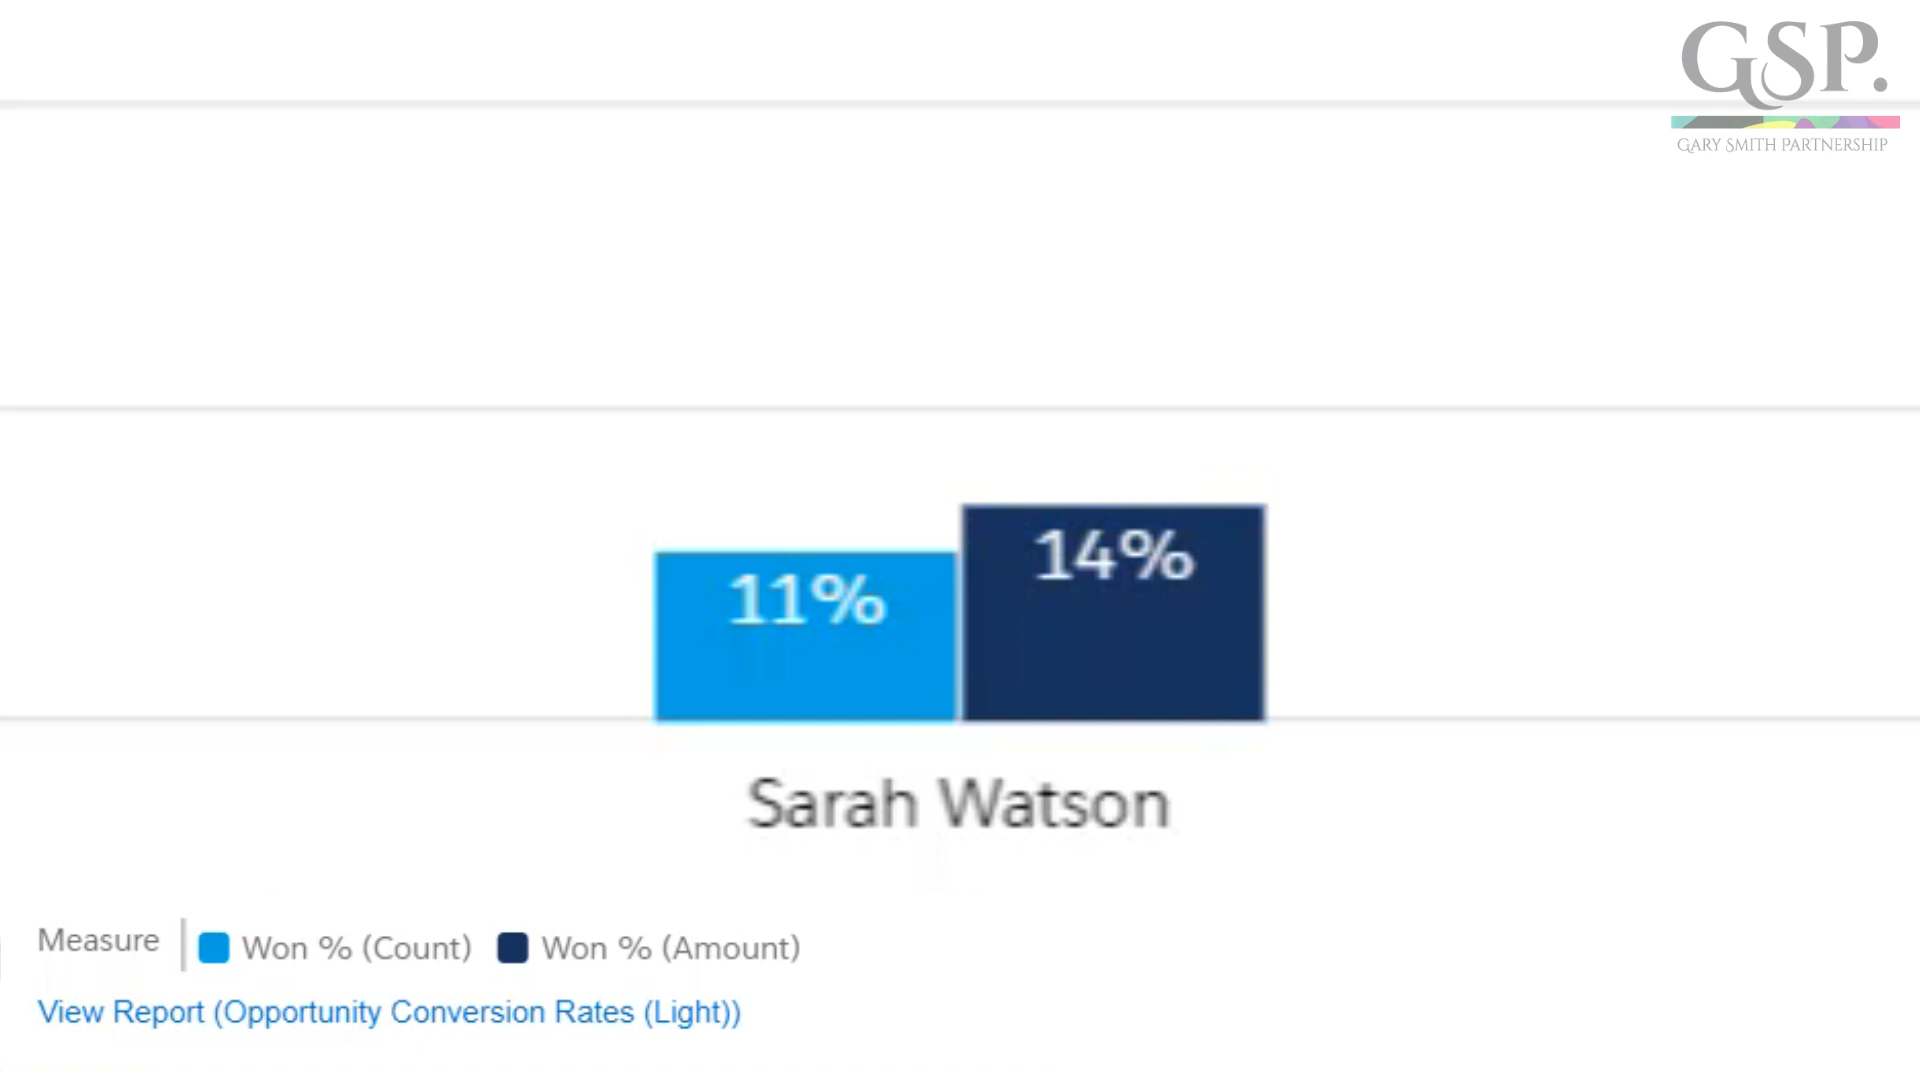 GSP.
GARY SMITH PARTNERSHIP
11%
14%
Sarah Watson
Measure
Won % (Count)
Won % (Amount)
View Report (Opportunity Conversion Rates (Light))